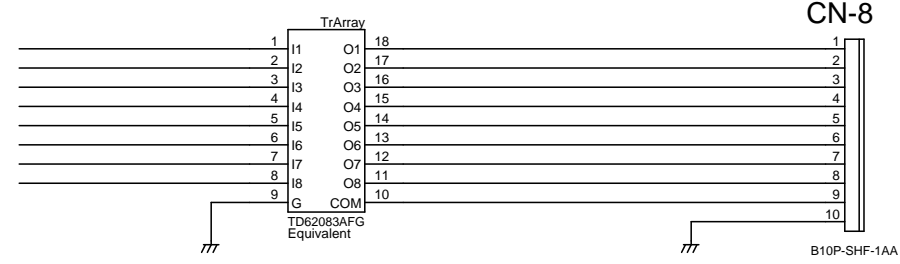 CN-8
TrArray
1 I1 O1 18 1
2 I2 O2 17 2
3 I3 O3 16 3
4 I4 O4 15 4
5 I5 O5 14 5
6 I6 O6 13 6
7 I7 O7 12 7
8 I8 O8 11 8
9 G COM 10 9
10
TD62083AFG
Equivalent
B10P-SHF-1AA